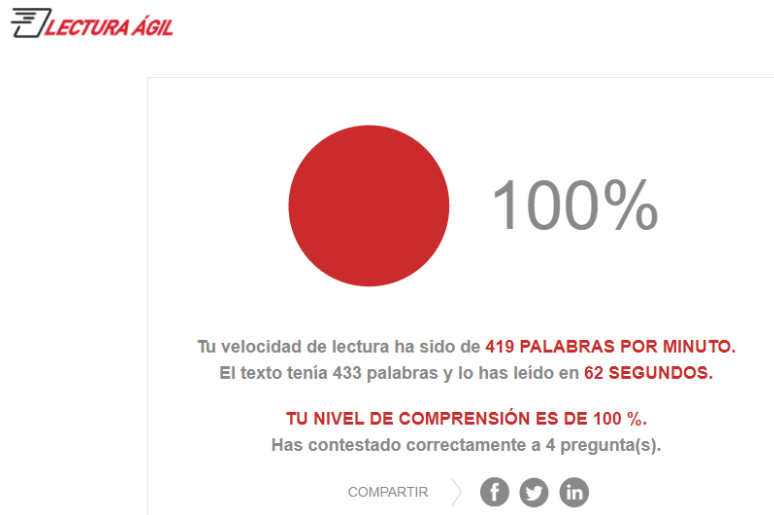 LECTURA ÁGIL
100%
Tu velocidad de lectura ha sido de 419 PALABRAS POR MINUTO.
El texto tenía 433 palabras y lo has leído en 62 SEGUNDOS.
TU NIVEL DE COMPRENSIÓN ES DE 100 %.
Has contestado correctamente a 4 pregunta(s).
COMPARTIR